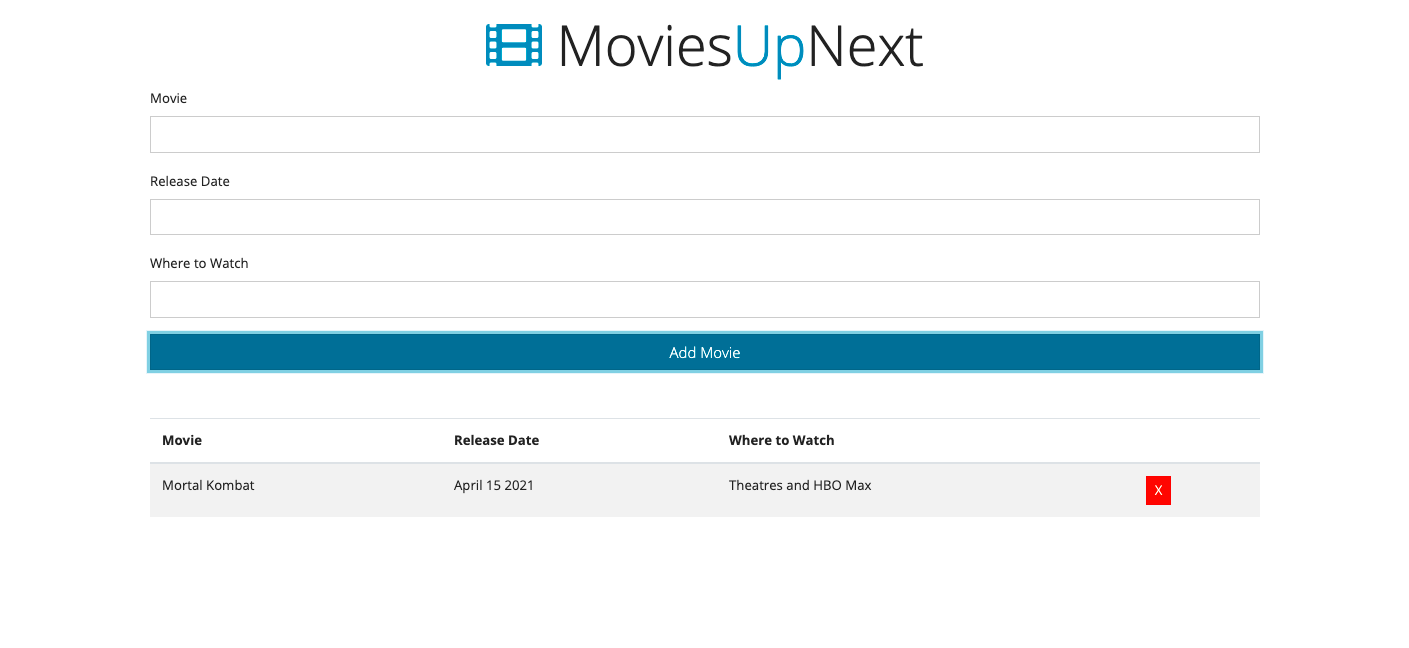 MoviesUpNext
Movie
Release Date
Where to Watch
Add Movie
Movie Release Date Where to Watch
Mortal Kombat April 15 2021 Theatres and HBO Max X